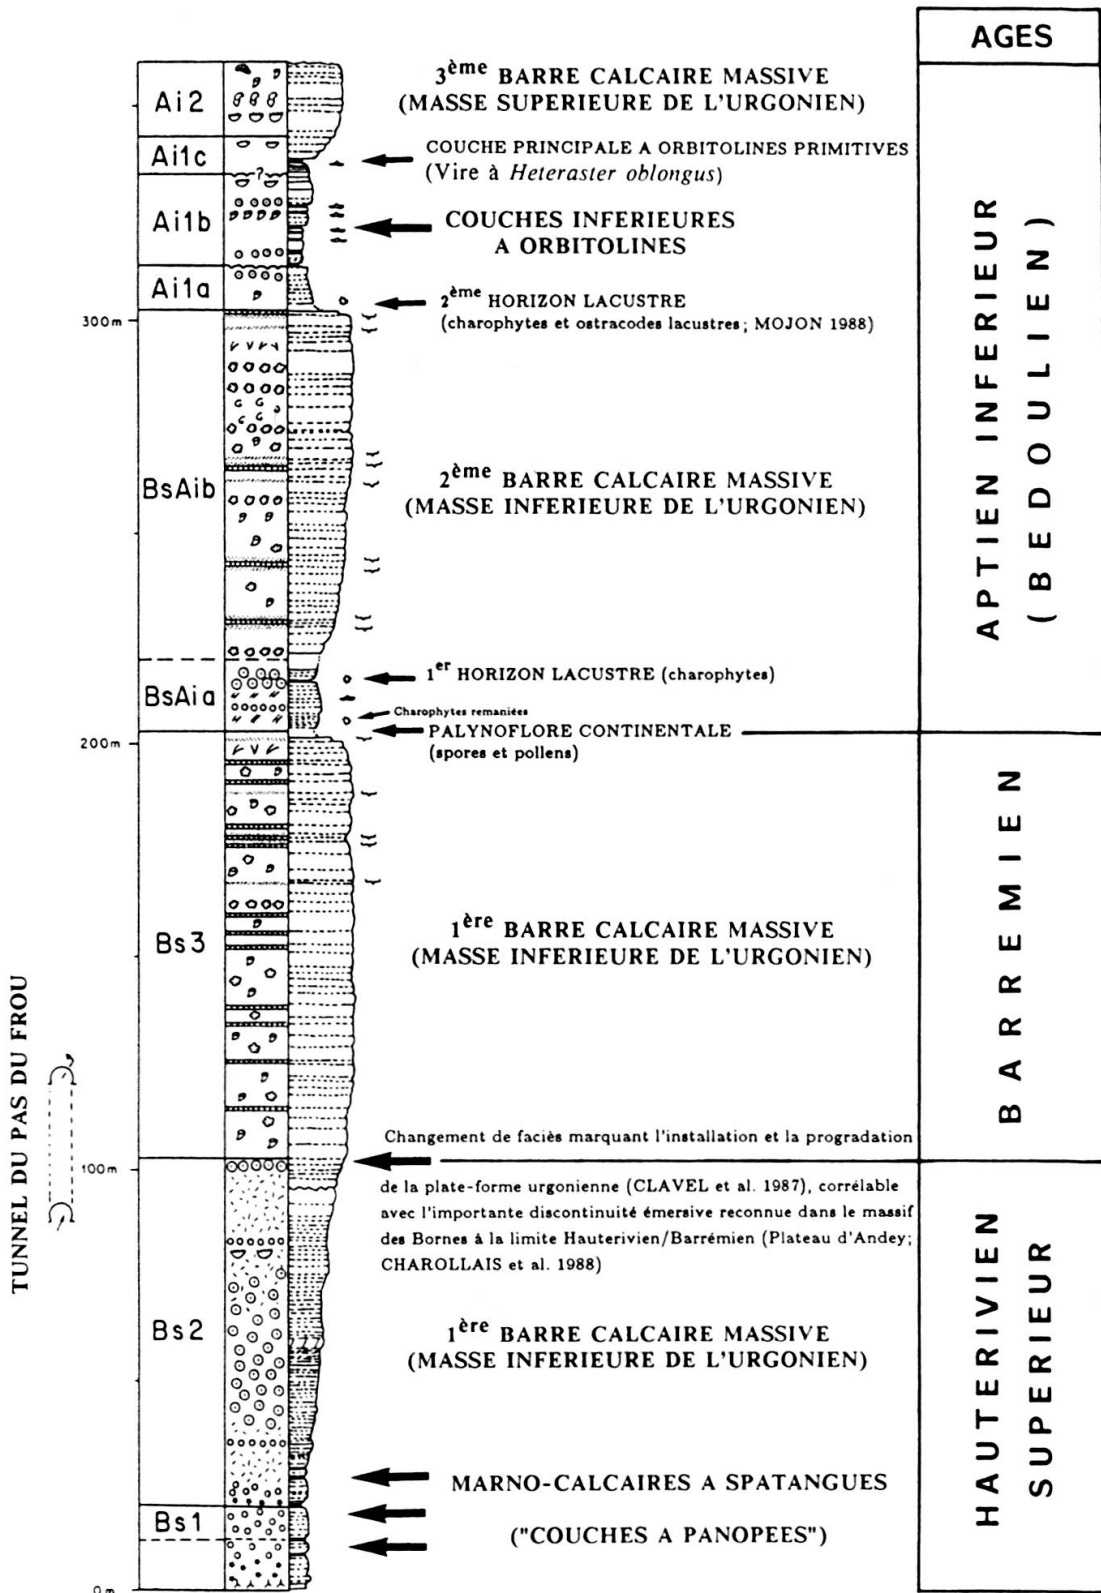 AGES
3ème BARRE CALCAIRE MASSIVE
(MASSE SUPERIEURE DE L'URGONIEN)
Ai2
Ai1c
COUCHE PRINCIPALE A ORBITOLINES PRIMITIVES
(Vire à Heteraster oblongus)
?
Ai1b
COUCHES INFERIEURES
A ORBITOLINES
Ai1a
2ème HORIZON LACUSTRE
(charophytes et ostracodes lacustres; MOJON 1988)
300m
APTIEN INFERIEUR
(BEDOULIEN)
BsAib
2ème BARRE CALCAIRE MASSIVE
(MASSE INFERIEURE DE L'URGONIEN)
1er HORIZON LACUSTRE (charophytes)
BsAia
Charophytes remaniées
PALYNOFLORE CONTINENTALE
(spores et pollens)
200m
BARREMIEN
Bs3
1ère BARRE CALCAIRE MASSIVE
(MASSE INFERIEURE DE L'URGONIEN)
TUNNEL DU PAS DU FROU
Changement de faciès marquant l'installation et la progradation
100m
de la plate-forme urgonienne (CLAVEL et al. 1987), corrélable
avec l'importante discontinuité émersive reconnue dans le massif
des Bornes à la limite Hauterivien/Barrémien (Plateau d'Andey;
CHAROLLAIS et al. 1988)
HAUTERIVIEN
SUPERIEUR
Bs2
1ère BARRE CALCAIRE MASSIVE
(MASSE INFERIEURE DE L'URGONIEN)
MARNO-CALCAIRES A SPATANGUES
Bs1
("COUCHES A PANOPEES")
0m